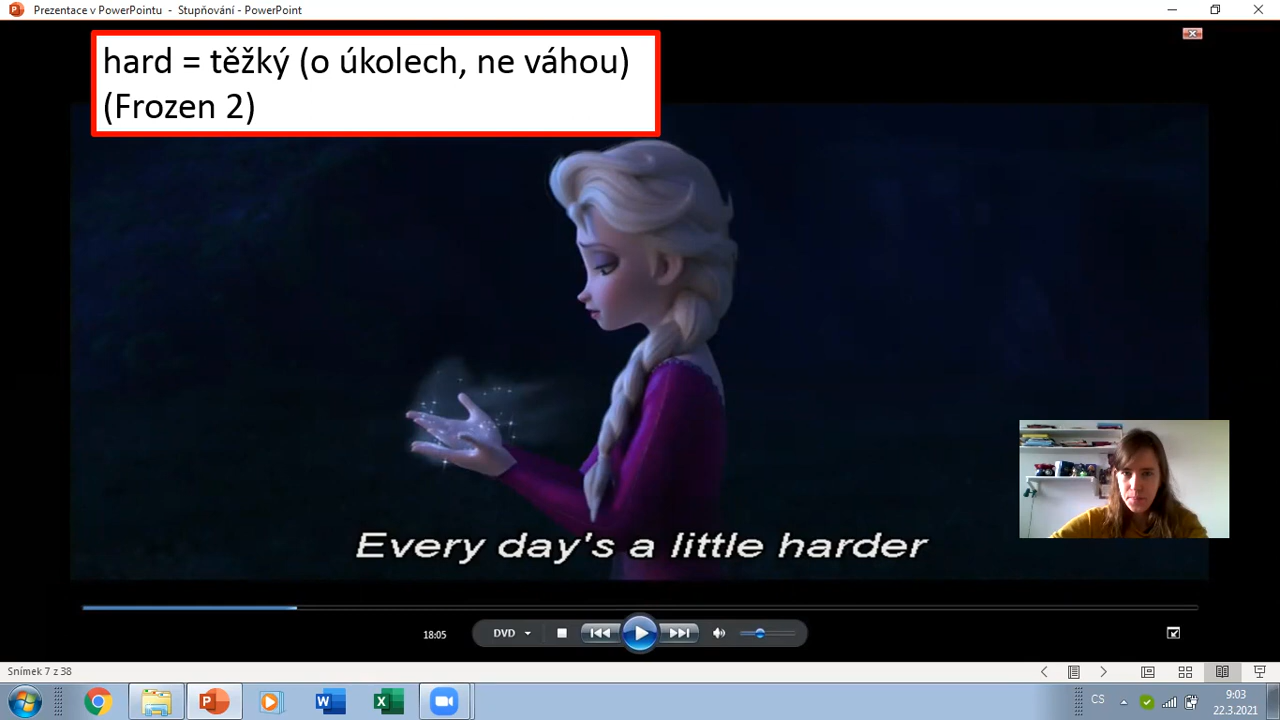 Prezentace v PowerPointu - Stupňování - PowerPoint
hard = těžký (o úkolech, ne váhou)
(Frozen 2)
Every day's a little harder
18:05
DVD
Snímek 7 z 38
CS
9:03
22.3.2021